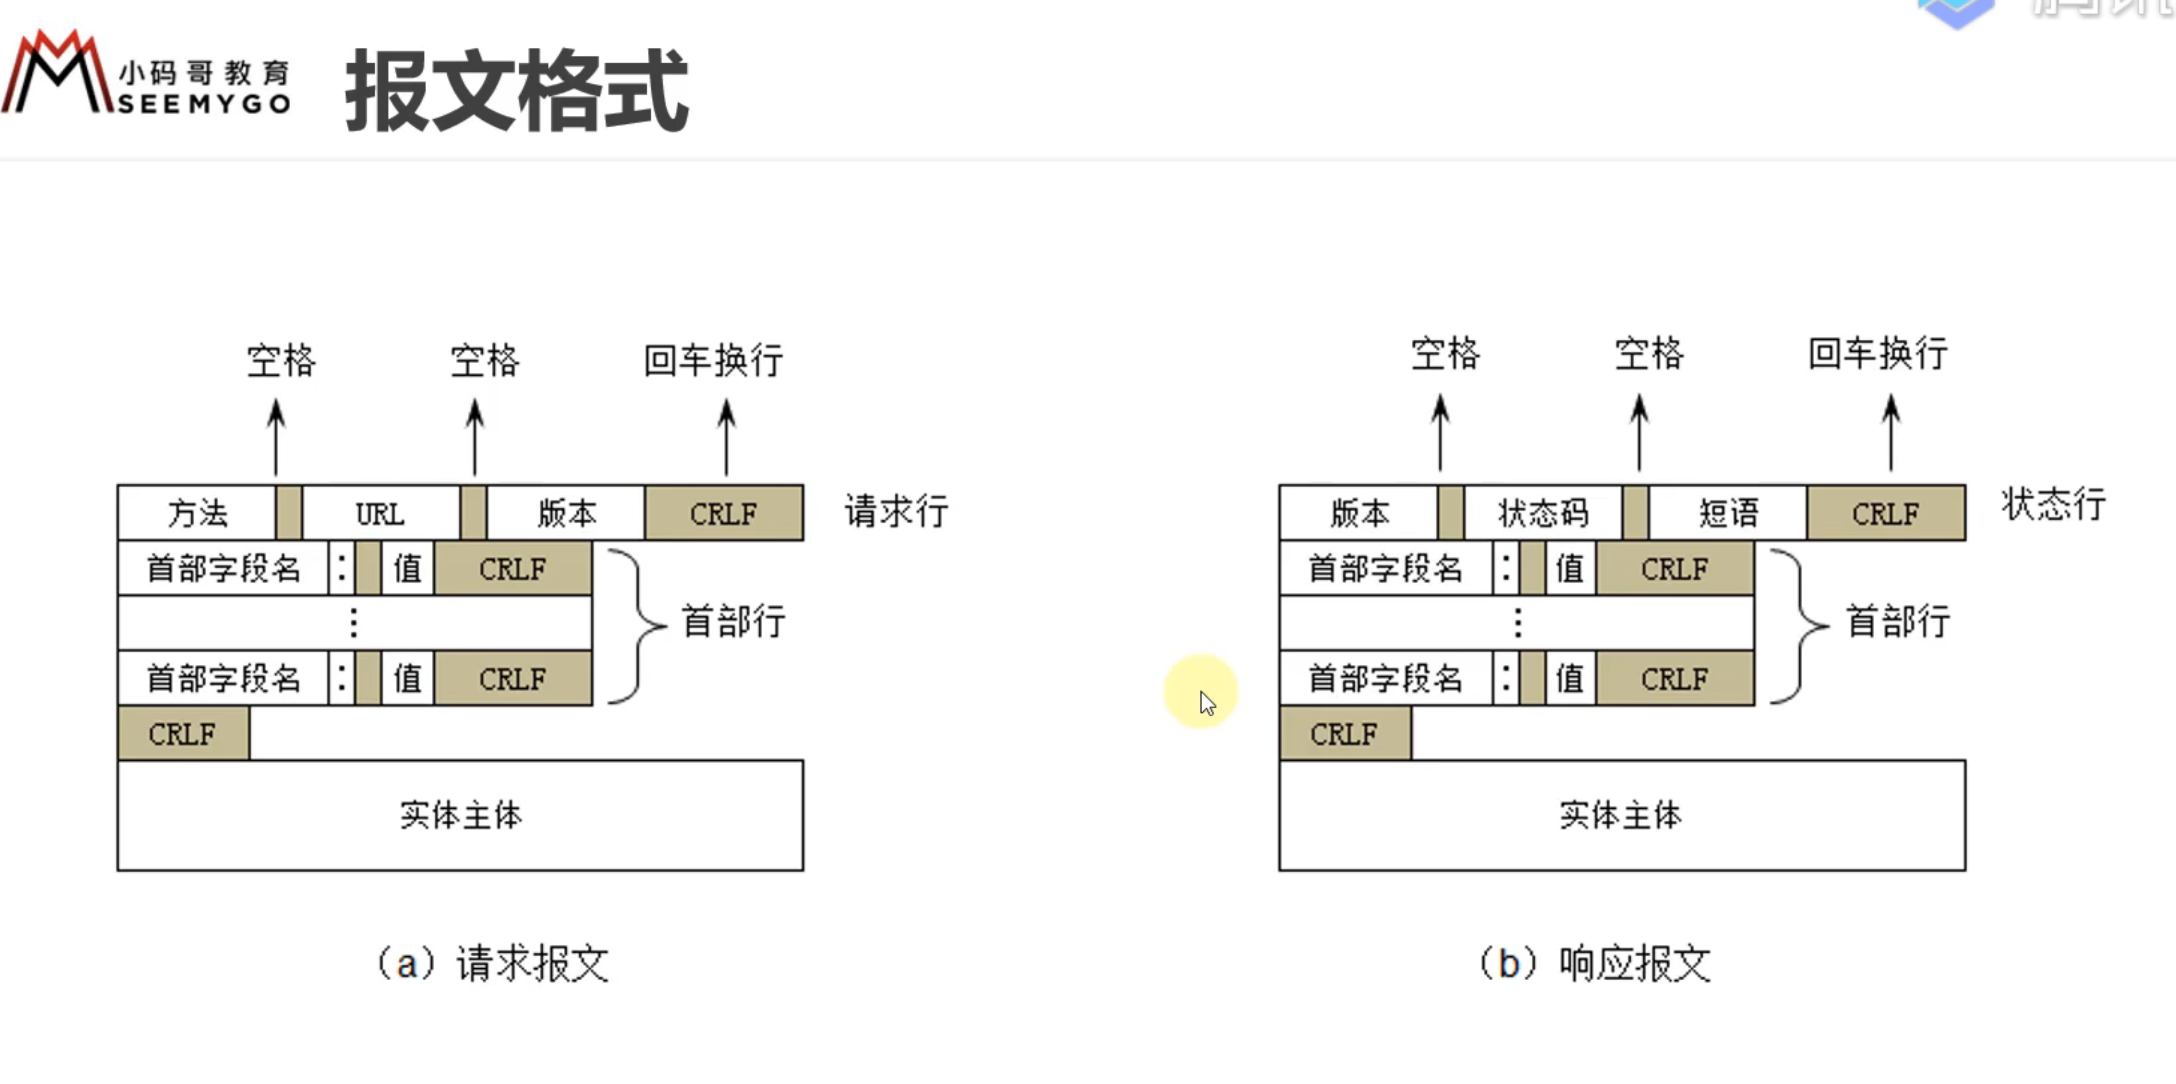 腾讯
小码哥教育
SEEMYGO
报文格式
空格 空格 回车换行
方法 URL 版本 CRLF 请求行
首部字段名 : 值 CRLF
⋮
首部行
首部字段名 : 值 CRLF
CRLF
实体主体
(a) 请求报文
空格 空格 回车换行
版本 状态码 短语 CRLF 状态行
首部字段名 : 值 CRLF
⋮
首部行
首部字段名 : 值 CRLF
CRLF
实体主体
(b) 响应报文